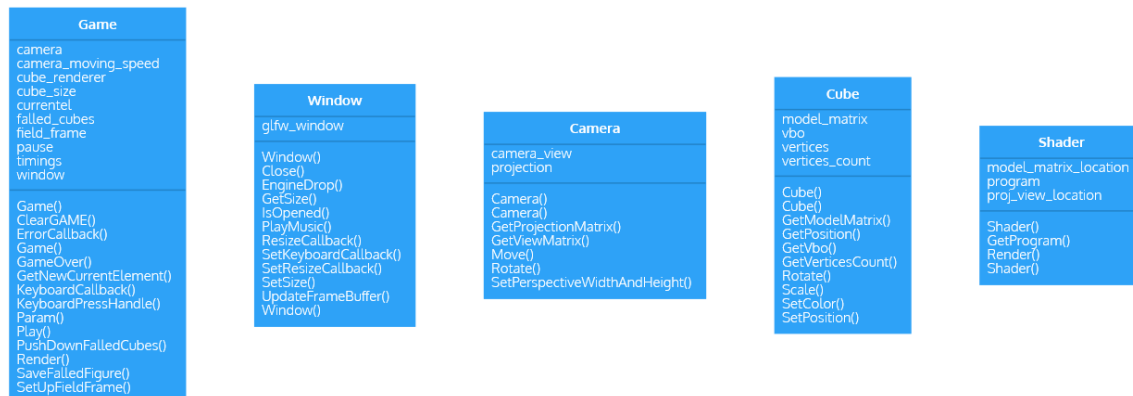 Game
camera
camera_moving_speed
cube_renderer
cube_size
currentel
falled_cubes
field_frame
pause
timings
window
Game()
ClearGAME()
ErrorCallback()
Game()
GameOver()
GetNewCurrentElement()
KeyboardCallback()
KeyboardPressHandle()
Param()
Play()
PushDownFalledCubes()
Render()
SaveFalledFigure()
SetUpFieldFrame()
Window
glfw_window
Window()
Close()
EngineDrop()
GetSize()
IsOpened()
PlayMusic()
ResizeCallback()
SetKeyboardCallback()
SetResizeCallback()
SetSize()
UpdateFrameBuffer()
Window()
Camera
camera_view
projection
Camera()
Camera()
GetProjectionMatrix()
GetViewMatrix()
Move()
Rotate()
SetPerspectiveWidthAndHeight()
Cube
model_matrix
vbo
vertices
vertices_count
Cube()
Cube()
GetModelMatrix()
GetPosition()
GetVbo()
GetVerticesCount()
Rotate()
Scale()
SetColor()
SetPosition()
Shader
model_matrix_location
program
proj_view_location
Shader()
GetProgram()
Render()
Shader()